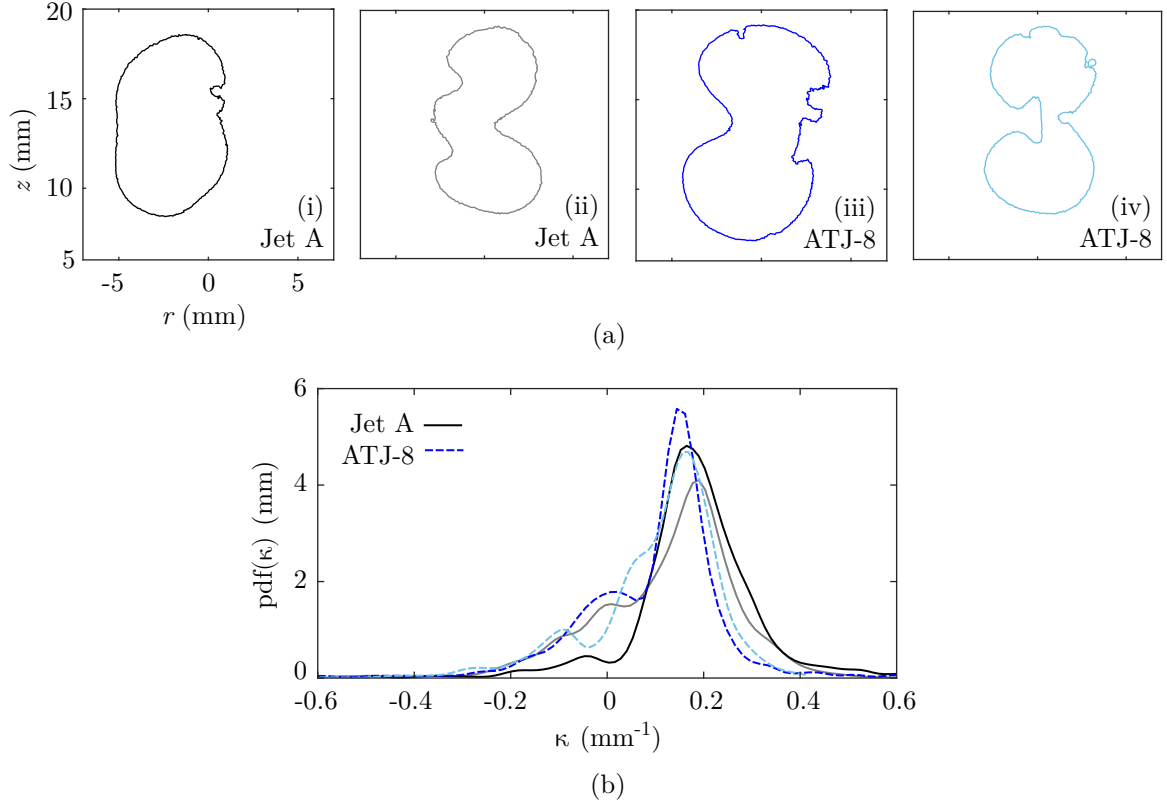 20
15
10
5
z (mm)
-5 0 5
r (mm)
(i)
Jet A
(ii)
Jet A
(iii)
ATJ-8
(iv)
ATJ-8
(a)
6
4
2
0
pdf(κ) (mm)
Jet A
ATJ-8
-0.6 -0.4 -0.2 0 0.2 0.4 0.6
κ (mm⁻¹)
(b)